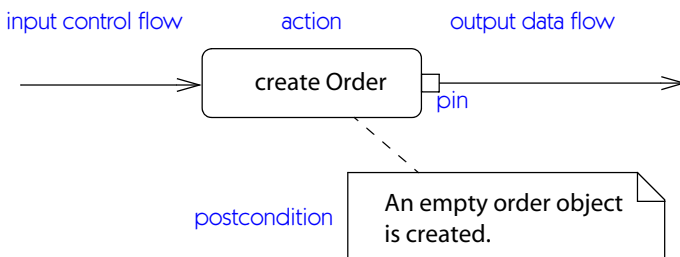 input control flow
action
output data flow
create Order
pin
postcondition
An empty order object
is created.